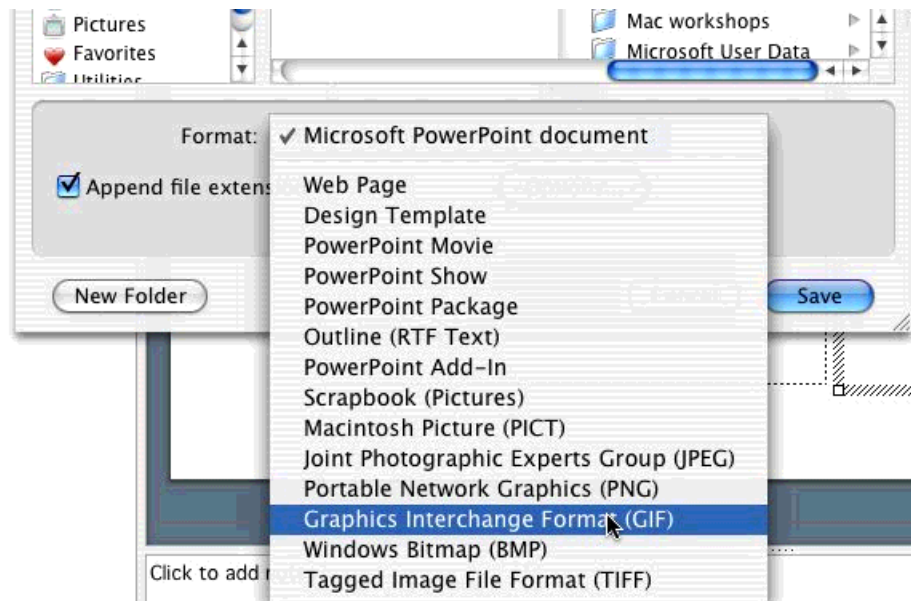 Pictures
Favorites
Utilities
Mac workshops
Microsoft User Data
Format: ✓ Microsoft PowerPoint document
Append file extens
Web Page
Design Template
PowerPoint Movie
PowerPoint Show
PowerPoint Package
Outline (RTF Text)
PowerPoint Add-In
Scrapbook (Pictures)
Macintosh Picture (PICT)
Joint Photographic Experts Group (JPEG)
Portable Network Graphics (PNG)
Graphics Interchange Format (GIF)
Windows Bitmap (BMP)
Tagged Image File Format (TIFF)
New Folder
Cancel
Save
Click to add